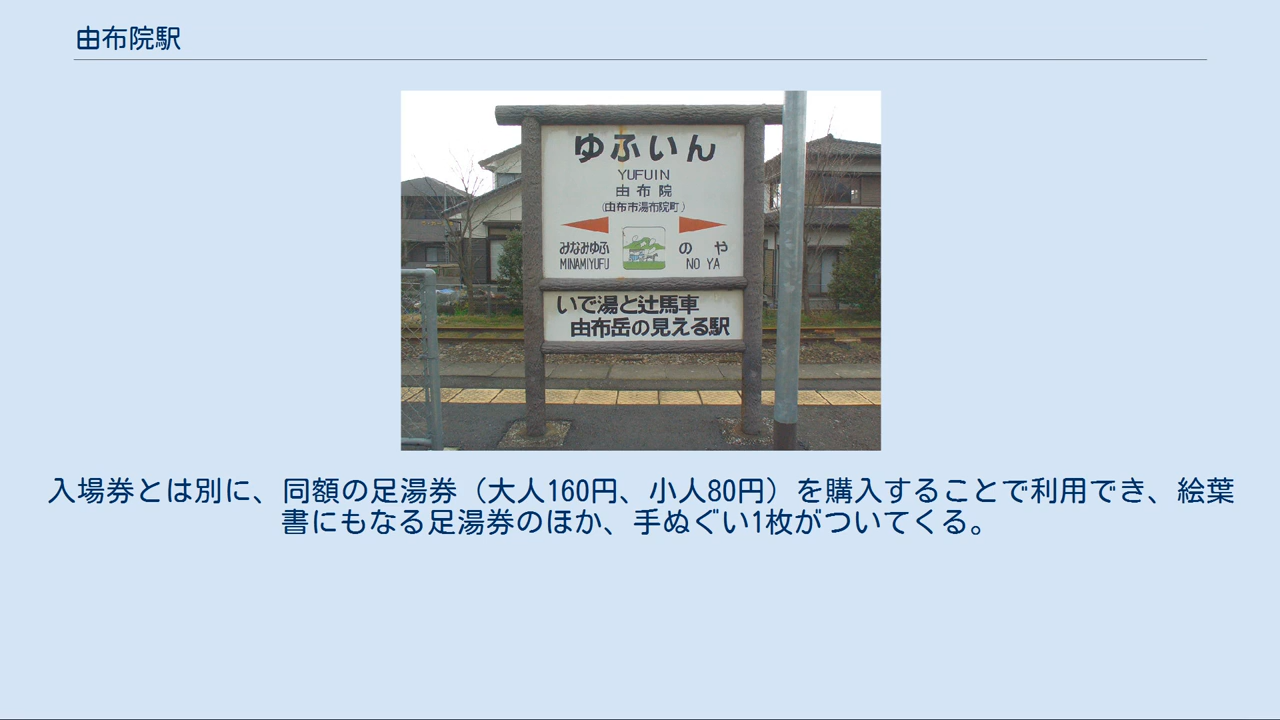 由布院駅
ゆふいん
YUFUIN
由布院
(由布市湯布院町)
みなみゆふ のや
MINAMIYUFU NO YA
いで湯と辻馬車
由布岳の見える駅
入場券とは別に、同額の足湯券（大人160円、小人80円）を購入することで利用でき、絵葉
書にもなる足湯券のほか、手ぬぐい1枚がついてくる。